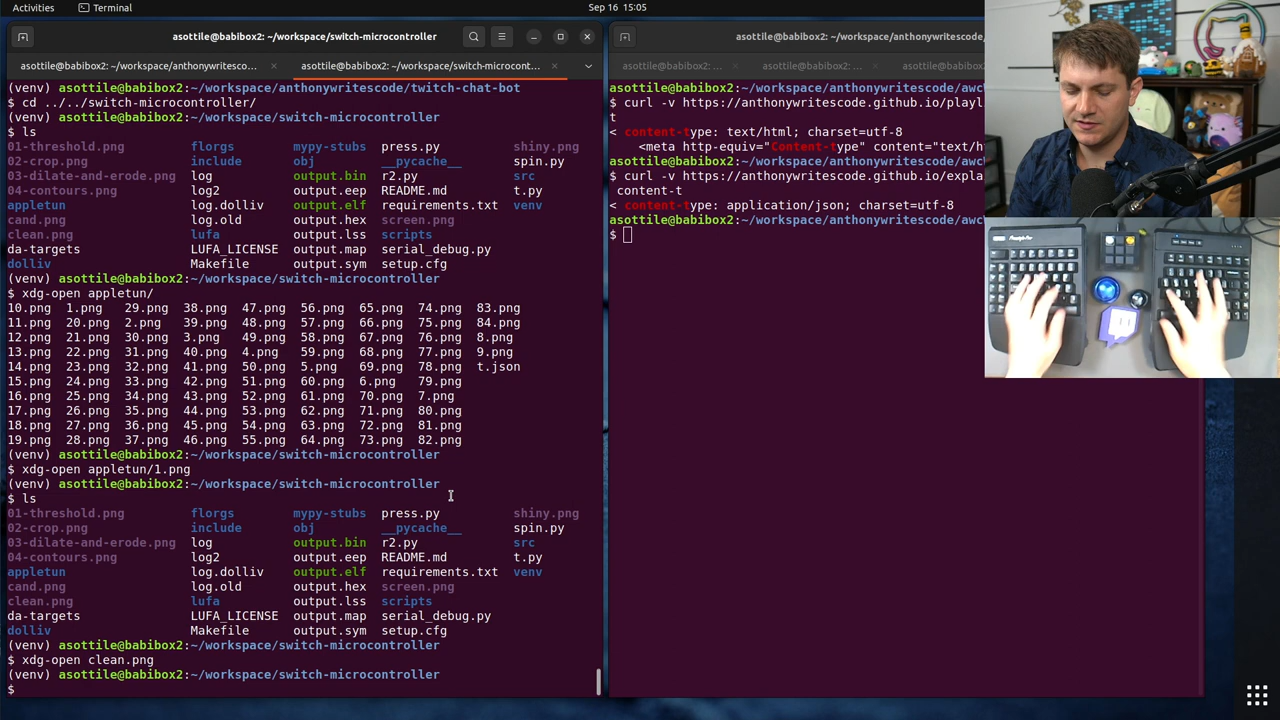 Activities Terminal Sep 16 15:05
asottile@babibox2: ~/workspace/switch-microcontroller
asottile@babibox2: ~/workspace/anthonywritesco... × asottile@babibox2: ~/workspace/switch-microcont... ×
(venv) asottile@babibox2:~/workspace/anthonywritescode/twitch-chat-bot
$ cd ../../switch-microcontroller/
(venv) asottile@babibox2:~/workspace/switch-microcontroller
$ ls
01-threshold.png florgs mypy-stubs press.py shiny.png
02-crop.png include obj __pycache__ spin.py
03-dilate-and-erode.png log output.bin r2.py src
04-contours.png log2 output.eep README.md t.py
appletun log.dolliv output.elf requirements.txt venv
cand.png log.old output.hex screen.png
clean.png lufa output.lss scripts
da-targets LUFA_LICENSE output.map serial_debug.py
dolliv Makefile output.sym setup.cfg
(venv) asottile@babibox2:~/workspace/switch-microcontroller
$ xdg-open appletun/
10.png 1.png 29.png 38.png 47.png 56.png 65.png 74.png 83.png
11.png 20.png 2.png 39.png 48.png 57.png 66.png 75.png 84.png
12.png 21.png 30.png 3.png 49.png 58.png 67.png 76.png 8.png
13.png 22.png 31.png 40.png 4.png 59.png 68.png 77.png 9.png
14.png 23.png 32.png 41.png 50.png 5.png 69.png 78.png t.json
15.png 24.png 33.png 42.png 51.png 60.png 6.png 79.png
16.png 25.png 34.png 43.png 52.png 61.png 70.png 7.png
17.png 26.png 35.png 44.png 53.png 62.png 71.png 80.png
18.png 27.png 36.png 45.png 54.png 63.png 72.png 81.png
19.png 28.png 37.png 46.png 55.png 64.png 73.png 82.png
(venv) asottile@babibox2:~/workspace/switch-microcontroller
$ xdg-open appletun/1.png
(venv) asottile@babibox2:~/workspace/switch-microcontroller
$ ls
01-threshold.png florgs mypy-stubs press.py shiny.png
02-crop.png include obj __pycache__ spin.py
03-dilate-and-erode.png log output.bin r2.py src
04-contours.png log2 output.eep README.md t.py
appletun log.dolliv output.elf requirements.txt venv
cand.png log.old output.hex screen.png
clean.png lufa output.lss scripts
da-targets LUFA_LICENSE output.map serial_debug.py
dolliv Makefile output.sym setup.cfg
(venv) asottile@babibox2:~/workspace/switch-microcontroller
$ xdg-open clean.png
(venv) asottile@babibox2:~/workspace/switch-microcontroller
$
asottile@babibox2: ~/workspace/anthonywritescode/
asottile@babibox2: ~/... × asottile@babibox2: ~/... × asottile@babibox2:
asottile@babibox2:~/workspace/anthonywritescode/awc
$ curl -v https://anthonywritescode.github.io/playl
t
< content-type: text/html; charset=utf-8
<meta http-equiv="Content-type" content="text/h
asottile@babibox2:~/workspace/anthonywritescode/awc
$ curl -v https://anthonywritescode.github.io/expla
content-t
< content-type: application/json; charset=utf-8
asottile@babibox2:~/workspace/anthonywritescode/awc
$